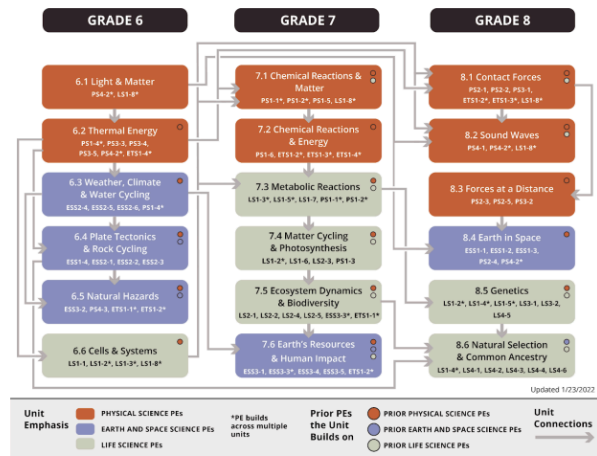 GRADE 6
GRADE 7
GRADE 8
6.1 Light & Matter
PS4-2*, LS1-8*
6.2 Thermal Energy
PS1-4*, PS3-3, PS3-4,
PS3-5, PS4-2*, ETS1-4*
6.3 Weather, Climate
& Water Cycling
ESS2-4, ESS2-5, ESS2-6, PS1-4*
6.4 Plate Tectonics
& Rock Cycling
ESS1-4, ESS2-1, ESS2-2, ESS2-3
6.5 Natural Hazards
ESS3-2, PS4-3, ETS1-1*, ETS1-2*
6.6 Cells & Systems
LS1-1, LS1-2*, LS1-3*, LS1-8*
7.1 Chemical Reactions &
Matter
PS1-1*, PS1-2*, PS1-5, LS1-8*
7.2 Chemical Reactions
& Energy
PS1-6, ETS1-2*, ETS1-3*, ETS1-4*
7.3 Metabolic Reactions
LS1-3*, LS1-5*, LS1-7, PS1-1*, PS1-2*
7.4 Matter Cycling
& Photosynthesis
LS1-2*, LS1-6, LS2-3, PS1-3
7.5 Ecosystem Dynamics
& Biodiversity
LS2-1, LS2-2, LS2-4, LS2-5, ESS3-3*, ETS1-1*
7.6 Earth's Resources
& Human Impact
ESS3-1, ESS3-3*, ESS3-4, ESS3-5, ETS1-2*
8.1 Contact Forces
PS2-1, PS2-2, PS3-1,
ETS1-2*, ETS1-3*, LS1-8*
8.2 Sound Waves
PS4-1, PS4-2*, LS1-8*
8.3 Forces at a Distance
PS2-3, PS2-5, PS3-2
8.4 Earth in Space
ESS1-1, ESS1-2, ESS1-3,
PS2-4, PS4-2*
8.5 Genetics
LS1-2*, LS1-4*, LS1-5*, LS3-1, LS3-2,
LS4-5
8.6 Natural Selection
& Common Ancestry
LS1-4*, LS4-1, LS4-2, LS4-3, LS4-4, LS4-6
Updated 1/23/2022
Unit
Emphasis
PHYSICAL SCIENCE PEs
EARTH AND SPACE SCIENCE PEs
LIFE SCIENCE PEs
*PE builds
across multiple
units
Prior PEs
the Unit
Builds on
PRIOR PHYSICAL SCIENCE PEs
PRIOR EARTH AND SPACE SCIENCE PEs
PRIOR LIFE SCIENCE PEs
Unit
Connections